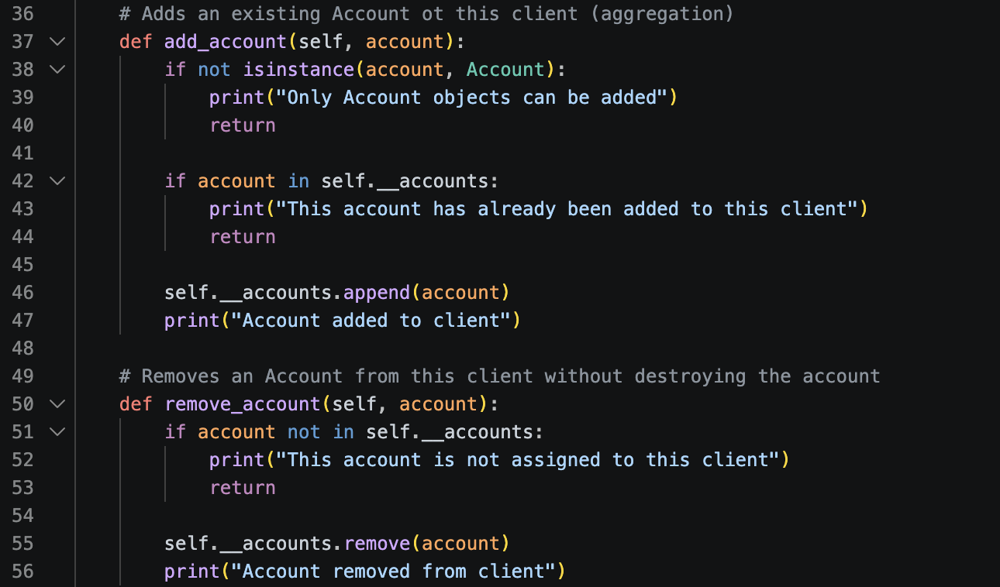 36 # Adds an existing Account ot this client (aggregation)
37 def add_account(self, account):
38 if not isinstance(account, Account):
39 print("Only Account objects can be added")
40 return
41
42 if account in self.__accounts:
43 print("This account has already been added to this client")
44 return
45
46 self.__accounts.append(account)
47 print("Account added to client")
48
49 # Removes an Account from this client without destroying the account
50 def remove_account(self, account):
51 if account not in self.__accounts:
52 print("This account is not assigned to this client")
53 return
54
55 self.__accounts.remove(account)
56 print("Account removed from client")